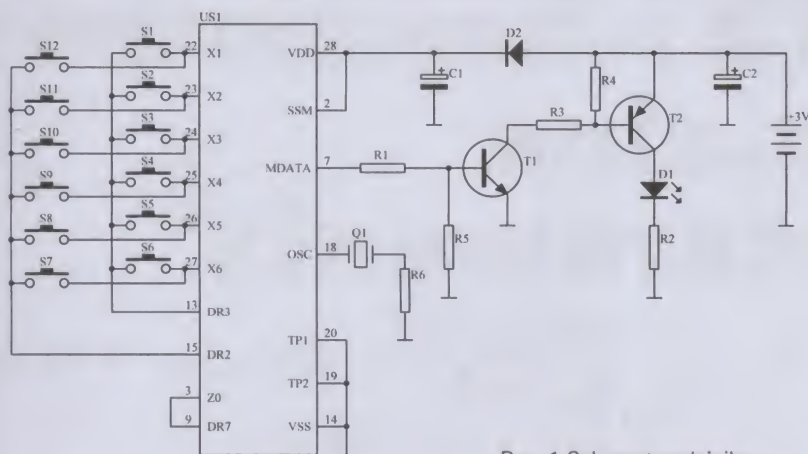 US1
S12
S1
22
X1
S11
S2
23
X2
S10
S3
24
X3
S9
S4
25
X4
S8
S5
26
X5
S7
S6
27
X6
13
DR3
15
DR2
3
Z0
9
DR7
VDD
28
SSM
2
MDATA
7
OSC
18
TP1
20
TP2
19
VSS
14
R1
R5
Q1
R6
C1
+
D2
T1
R3
R4
T2
D1
R2
C2
+
+3V